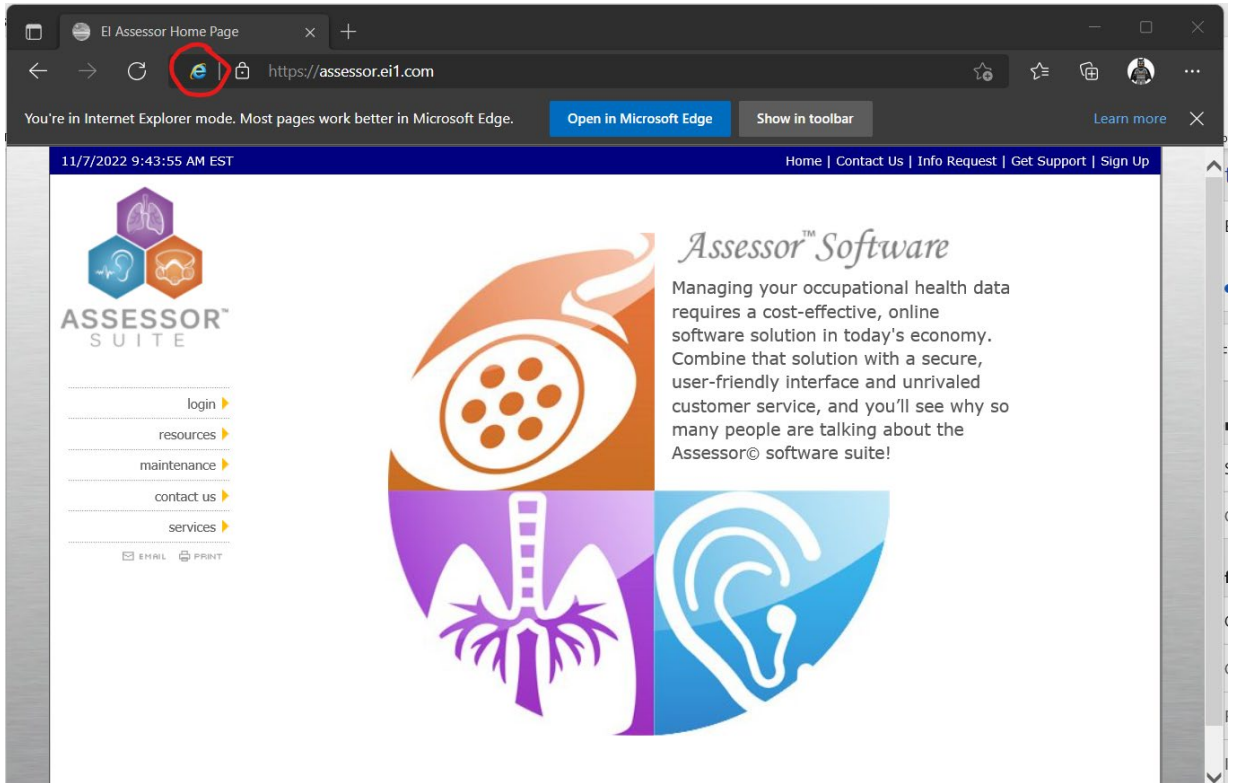 EI Assessor Home Page
https://assessor.ei1.com
You're in Internet Explorer mode. Most pages work better in Microsoft Edge. Open in Microsoft Edge Show in toolbar Learn more
11/7/2022 9:43:55 AM EST Home | Contact Us | Info Request | Get Support | Sign Up
ASSESSOR™
SUITE
login
resources
maintenance
contact us
services
EMAIL PRINT
Assessor™ Software
Managing your occupational health data
requires a cost-effective, online
software solution in today's economy.
Combine that solution with a secure,
user-friendly interface and unrivaled
customer service, and you’ll see why so
many people are talking about the
Assessor© software suite!